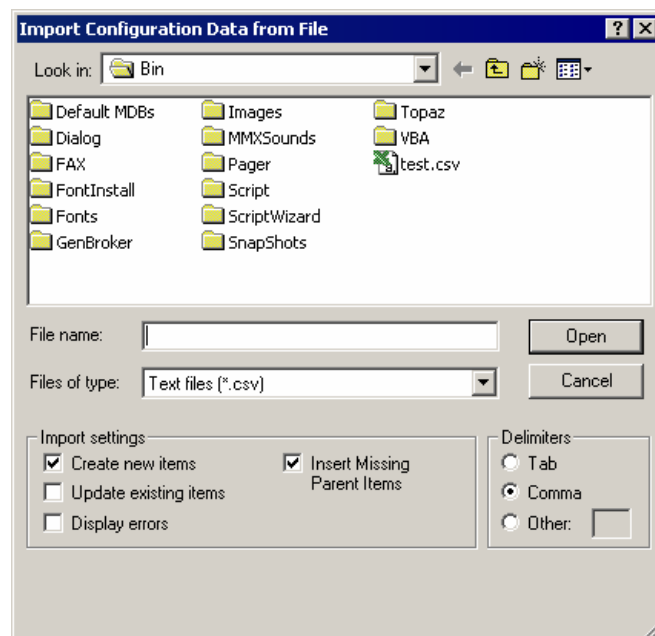 Import Configuration Data from File
Look in: Bin
Default MDBs
Dialog
FAX
FontInstall
Fonts
GenBroker
Images
MMXSounds
Pager
Script
ScriptWizard
SnapShots
Topaz
VBA
test.csv
File name:
Open
Files of type: Text files (*.csv)
Cancel
Import settings
Create new items
Update existing items
Display errors
Insert Missing
Parent Items
Delimiters
Tab
Comma
Other: